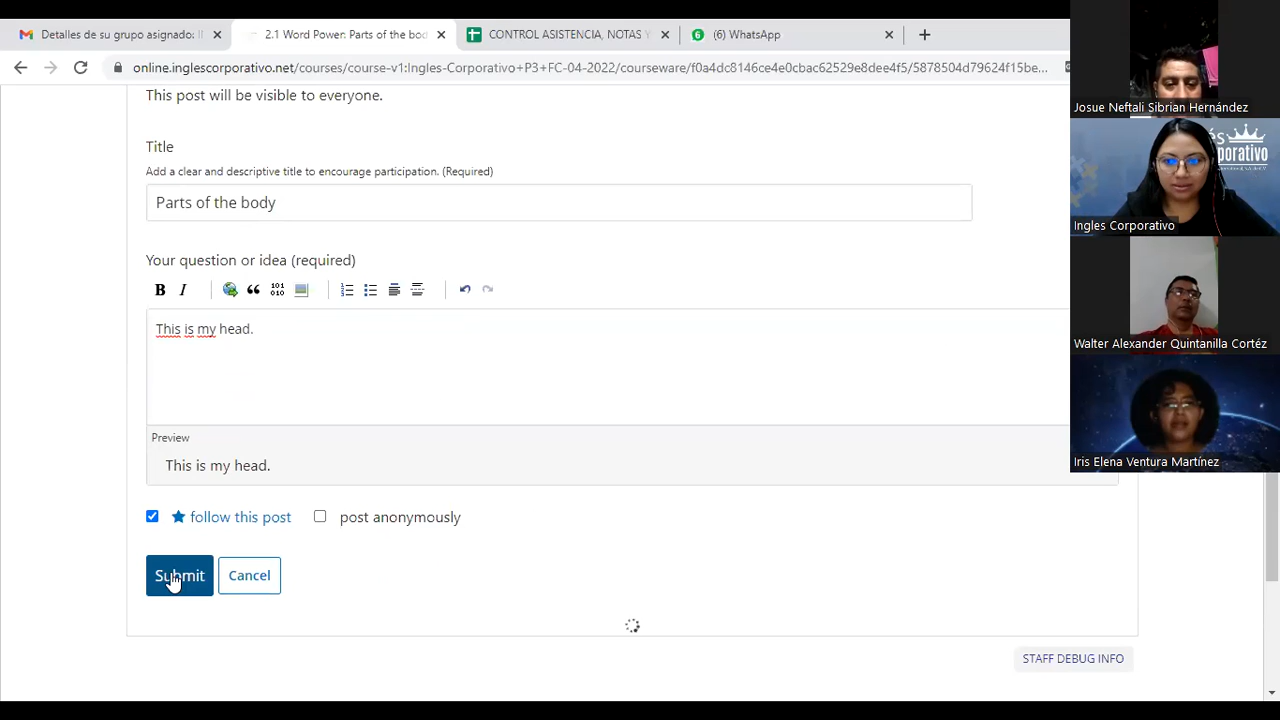 Detalles de su grupo asignado: I
2.1 Word Power: Parts of the bod
CONTROL ASISTENCIA, NOTAS Y
(6) WhatsApp
online.inglescorporativo.net/courses/course-v1:Ingles-Corporativo+P3+FC-04-2022/courseware/f0a4dc8146ce4e0cbac62529e8dee4f5/5878504d79624f15be...
This post will be visible to everyone.
Title
Add a clear and descriptive title to encourage participation. (Required)
Parts of the body
Your question or idea (required)
B I
This is my head.
Preview
This is my head.
follow this post
post anonymously
Submit
Cancel
STAFF DEBUG INFO
Josue Neftali Sibrian Hernández
Ingles Corporativo
Walter Alexander Quintanilla Cortéz
Iris Elena Ventura Martínez